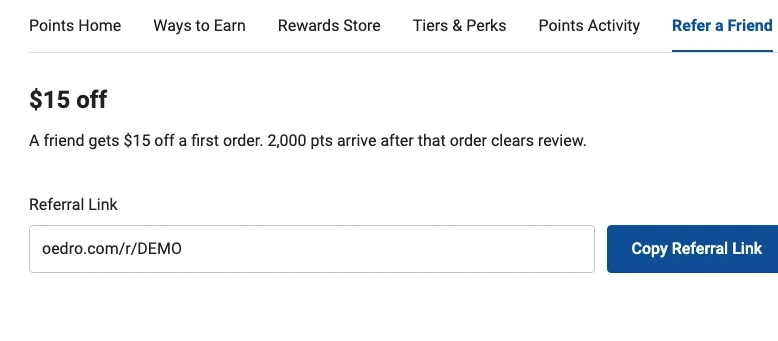 Points Home Ways to Earn Rewards Store Tiers & Perks Points Activity Refer a Friend
$15 off
A friend gets $15 off a first order. 2,000 pts arrive after that order clears review.
Referral Link
oedro.com/r/DEMO Copy Referral Link